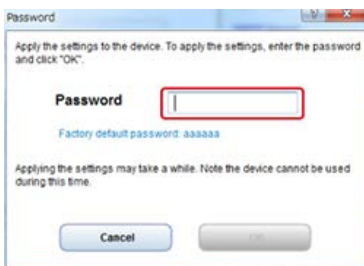 Password
Apply the settings to the device. To apply the settings, enter the password
and click "OK".
Password
Factory default password: aaaaaa
Applying the settings may take a while. Note the device cannot be used
during this time.
Cancel